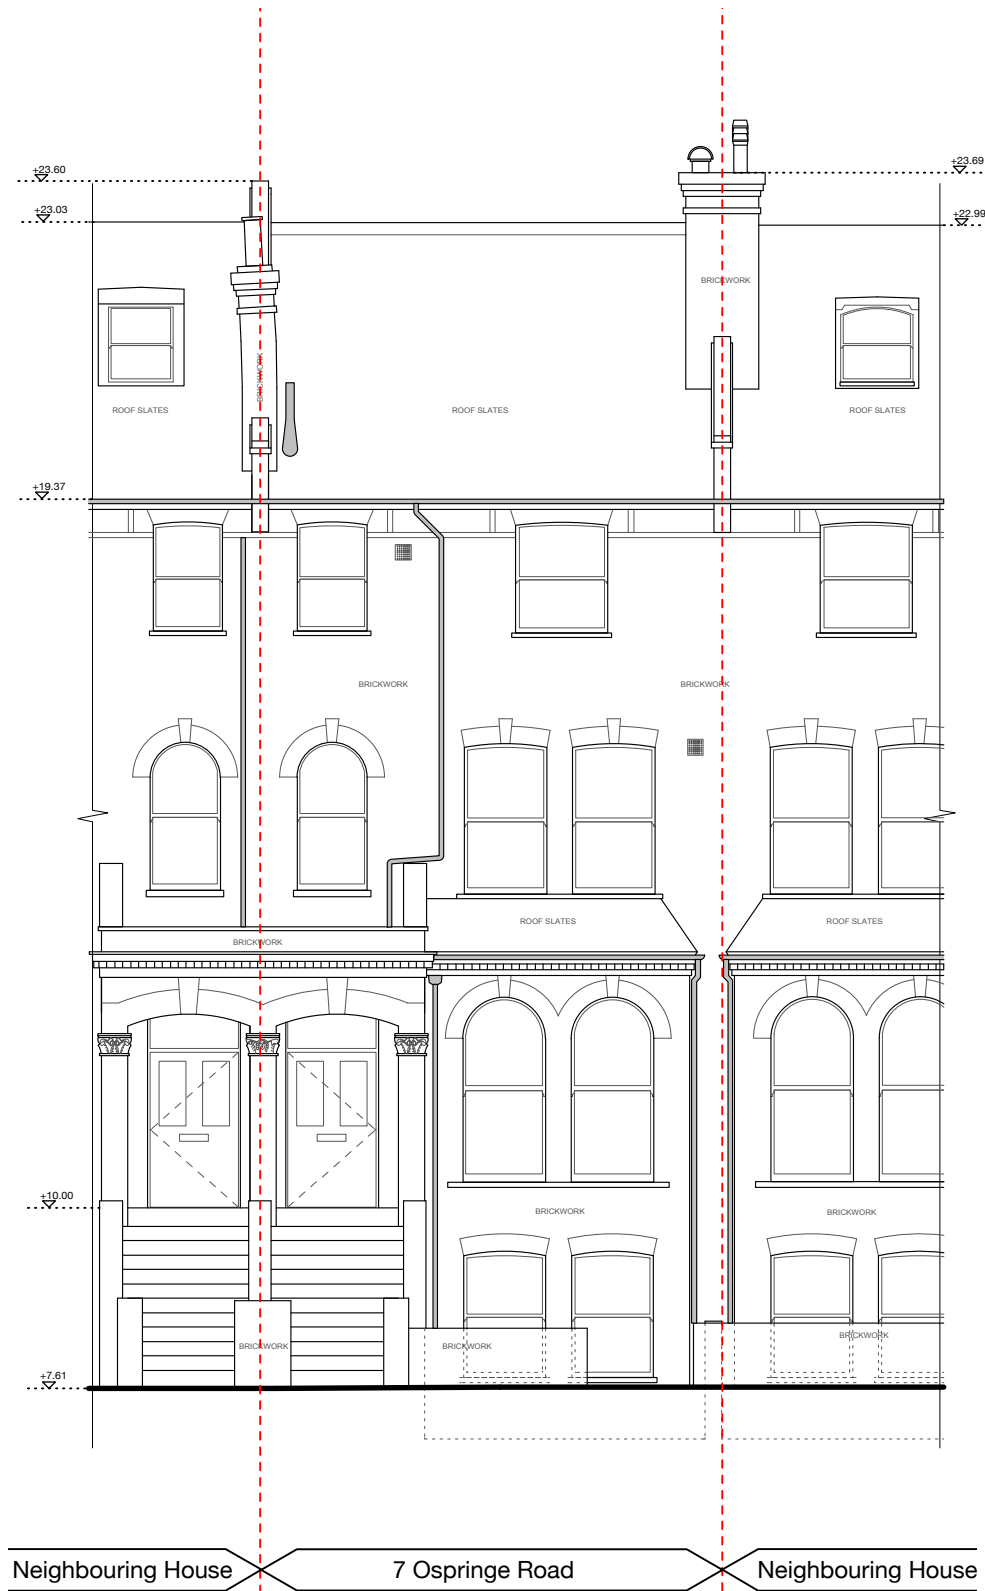 +23.60
+23.69
+23.03
+22.99
BRICKWORK
BRICKWORK
ROOF SLATES
ROOF SLATES
ROOF SLATES
+19.37
BRICKWORK
BRICKWORK
ROOF SLATES
ROOF SLATES
BRICKWORK
+10.00
BRICKWORK
BRICKWORK
BRICKWORK
BRICKWORK
BRICKWORK
+7.61
Neighbouring House
7 Ospringe Road
Neighbouring House